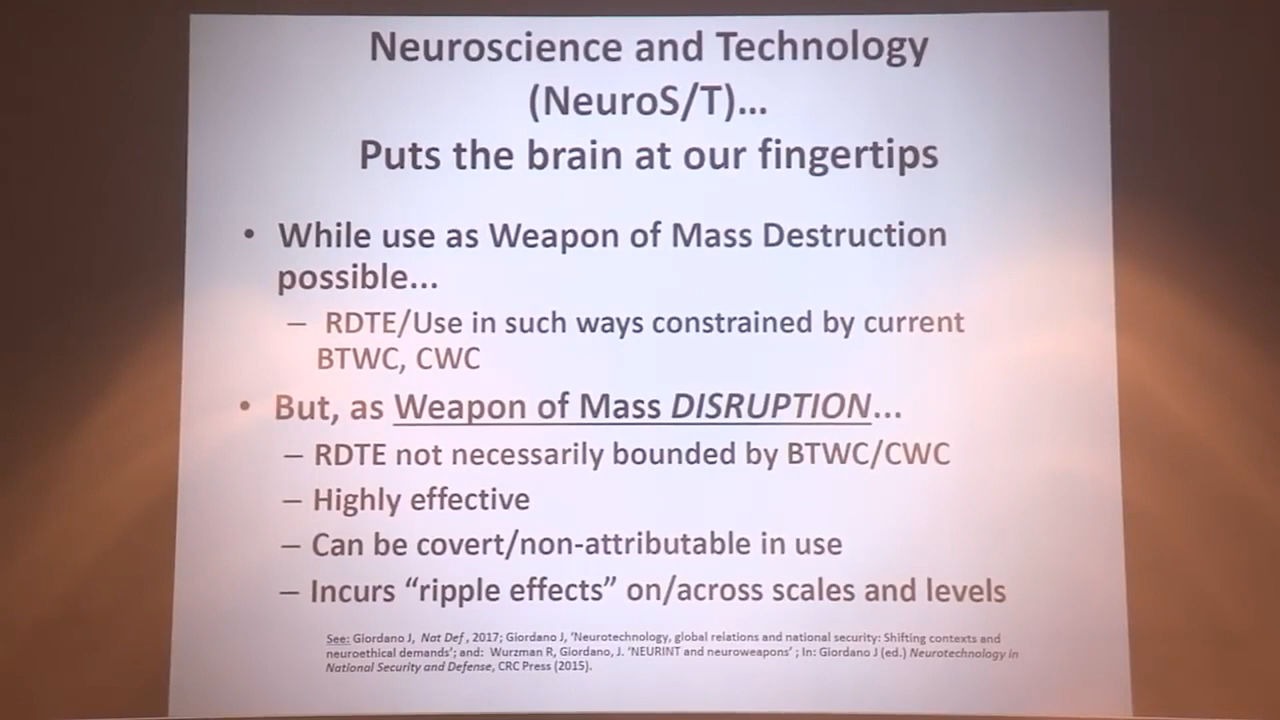 Neuroscience and Technology
(NeuroS/T)...
Puts the brain at our fingertips
• While use as Weapon of Mass Destruction
possible...
– RDTE/Use in such ways constrained by current
BTWC, CWC
• But, as Weapon of Mass DISRUPTION...
– RDTE not necessarily bounded by BTWC/CWC
– Highly effective
– Can be covert/non-attributable in use
– Incurs “ripple effects” on/across scales and levels
See: Giordano J, Nat Def , 2017; Giordano J, ‘Neurotechnology, global relations and national security: Shifting contexts and
neuroethical demands’; and: Wurzman R, Giordano, J. ‘NEURINT and neuroweapons’ ; In: Giordano J (ed.) Neurotechnology in
National Security and Defense, CRC Press (2015).